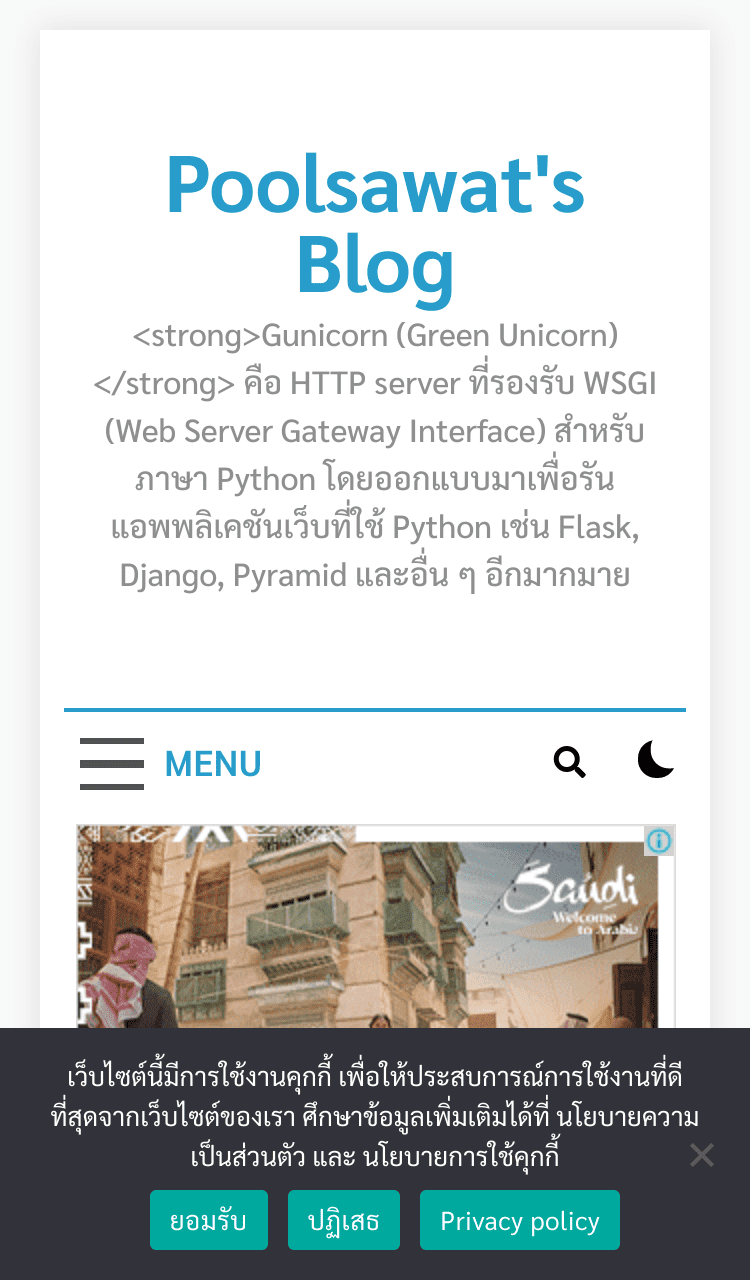 Poolsawat's
Blog
<strong>Gunicorn (Green Unicorn)
</strong> คือ HTTP server ที่รองรับ WSGI
(Web Server Gateway Interface) สำหรับ
ภาษา Python โดยออกแบบมาเพื่อรัน
แอพพลิเคชันเว็บที่ใช้ Python เช่น Flask,
Django, Pyramid และอื่น ๆ อีกมากมาย
MENU
Saudi
Welcome
to Arabia
เว็บไซต์นี้มีการใช้งานคุกกี้ เพื่อให้ประสบการณ์การใช้งานที่ดี
ที่สุดจากเว็บไซต์ของเรา ศึกษาข้อมูลเพิ่มเติมได้ที่ นโยบายความ
เป็นส่วนตัว และ นโยบายการใช้คุกกี้
ยอมรับ ปฏิเสธ Privacy policy